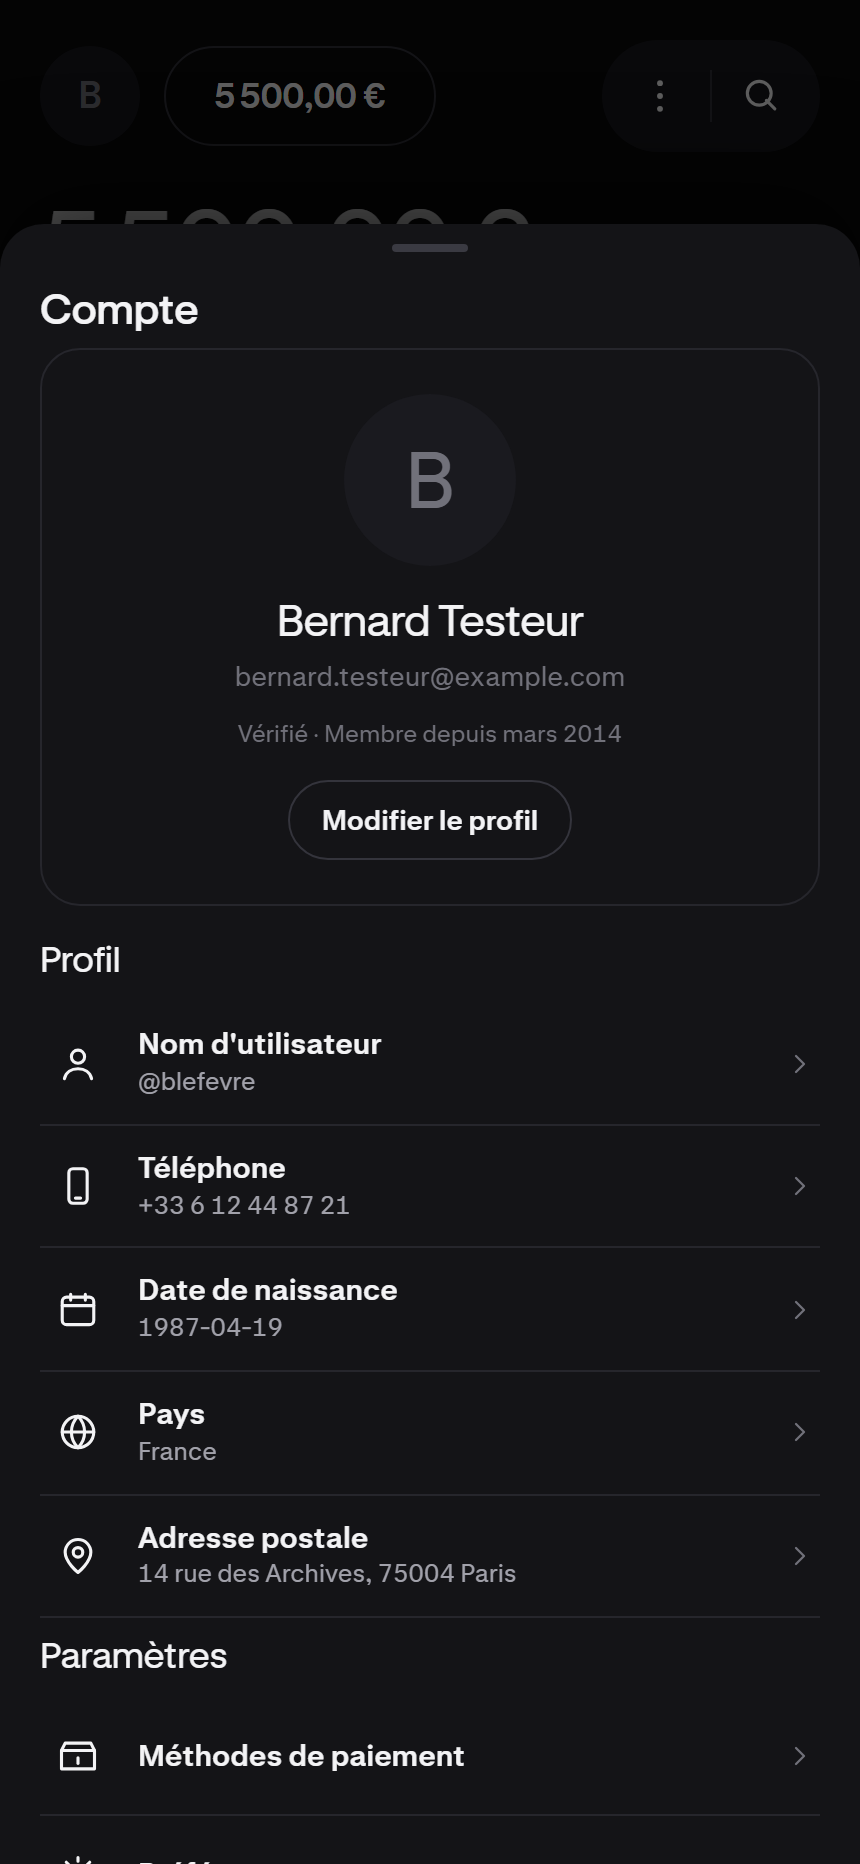 B
5 500,00 €
Compte
B
Bernard Testeur
bernard.testeur@example.com
Vérifié · Membre depuis mars 2014
Modifier le profil
Profil
Nom d'utilisateur
@blefevre
Téléphone
+33 6 12 44 87 21
Date de naissance
1987-04-19
Pays
France
Adresse postale
14 rue des Archives, 75004 Paris
Paramètres
Méthodes de paiement